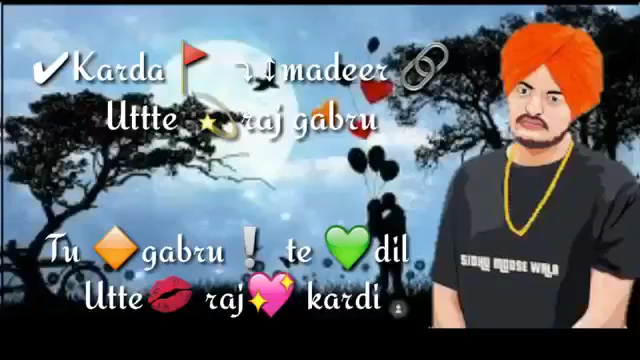 ✔Karda🚩 ⤵↕madeer🔗
Uttte 💫raj gabru
Tu 🔶gabru❕ te 💚dil
Utte💋 raj💖 kardi
SIDHU MOOSE WALA